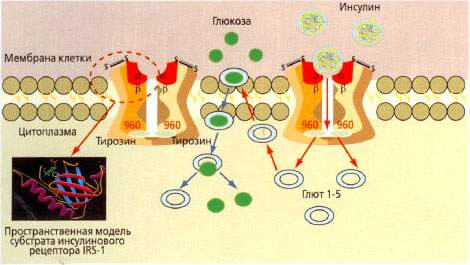 Глюкоза
Инсулин
Мембрана клетки
s s s s
s s s s
α α
β β
α α
β β
Цитоплазма
960 960
960 960
Тирозин
Тирозин
Глют 1-5
Пространственная модель
субстрата инсулинового
рецептора IRS-1